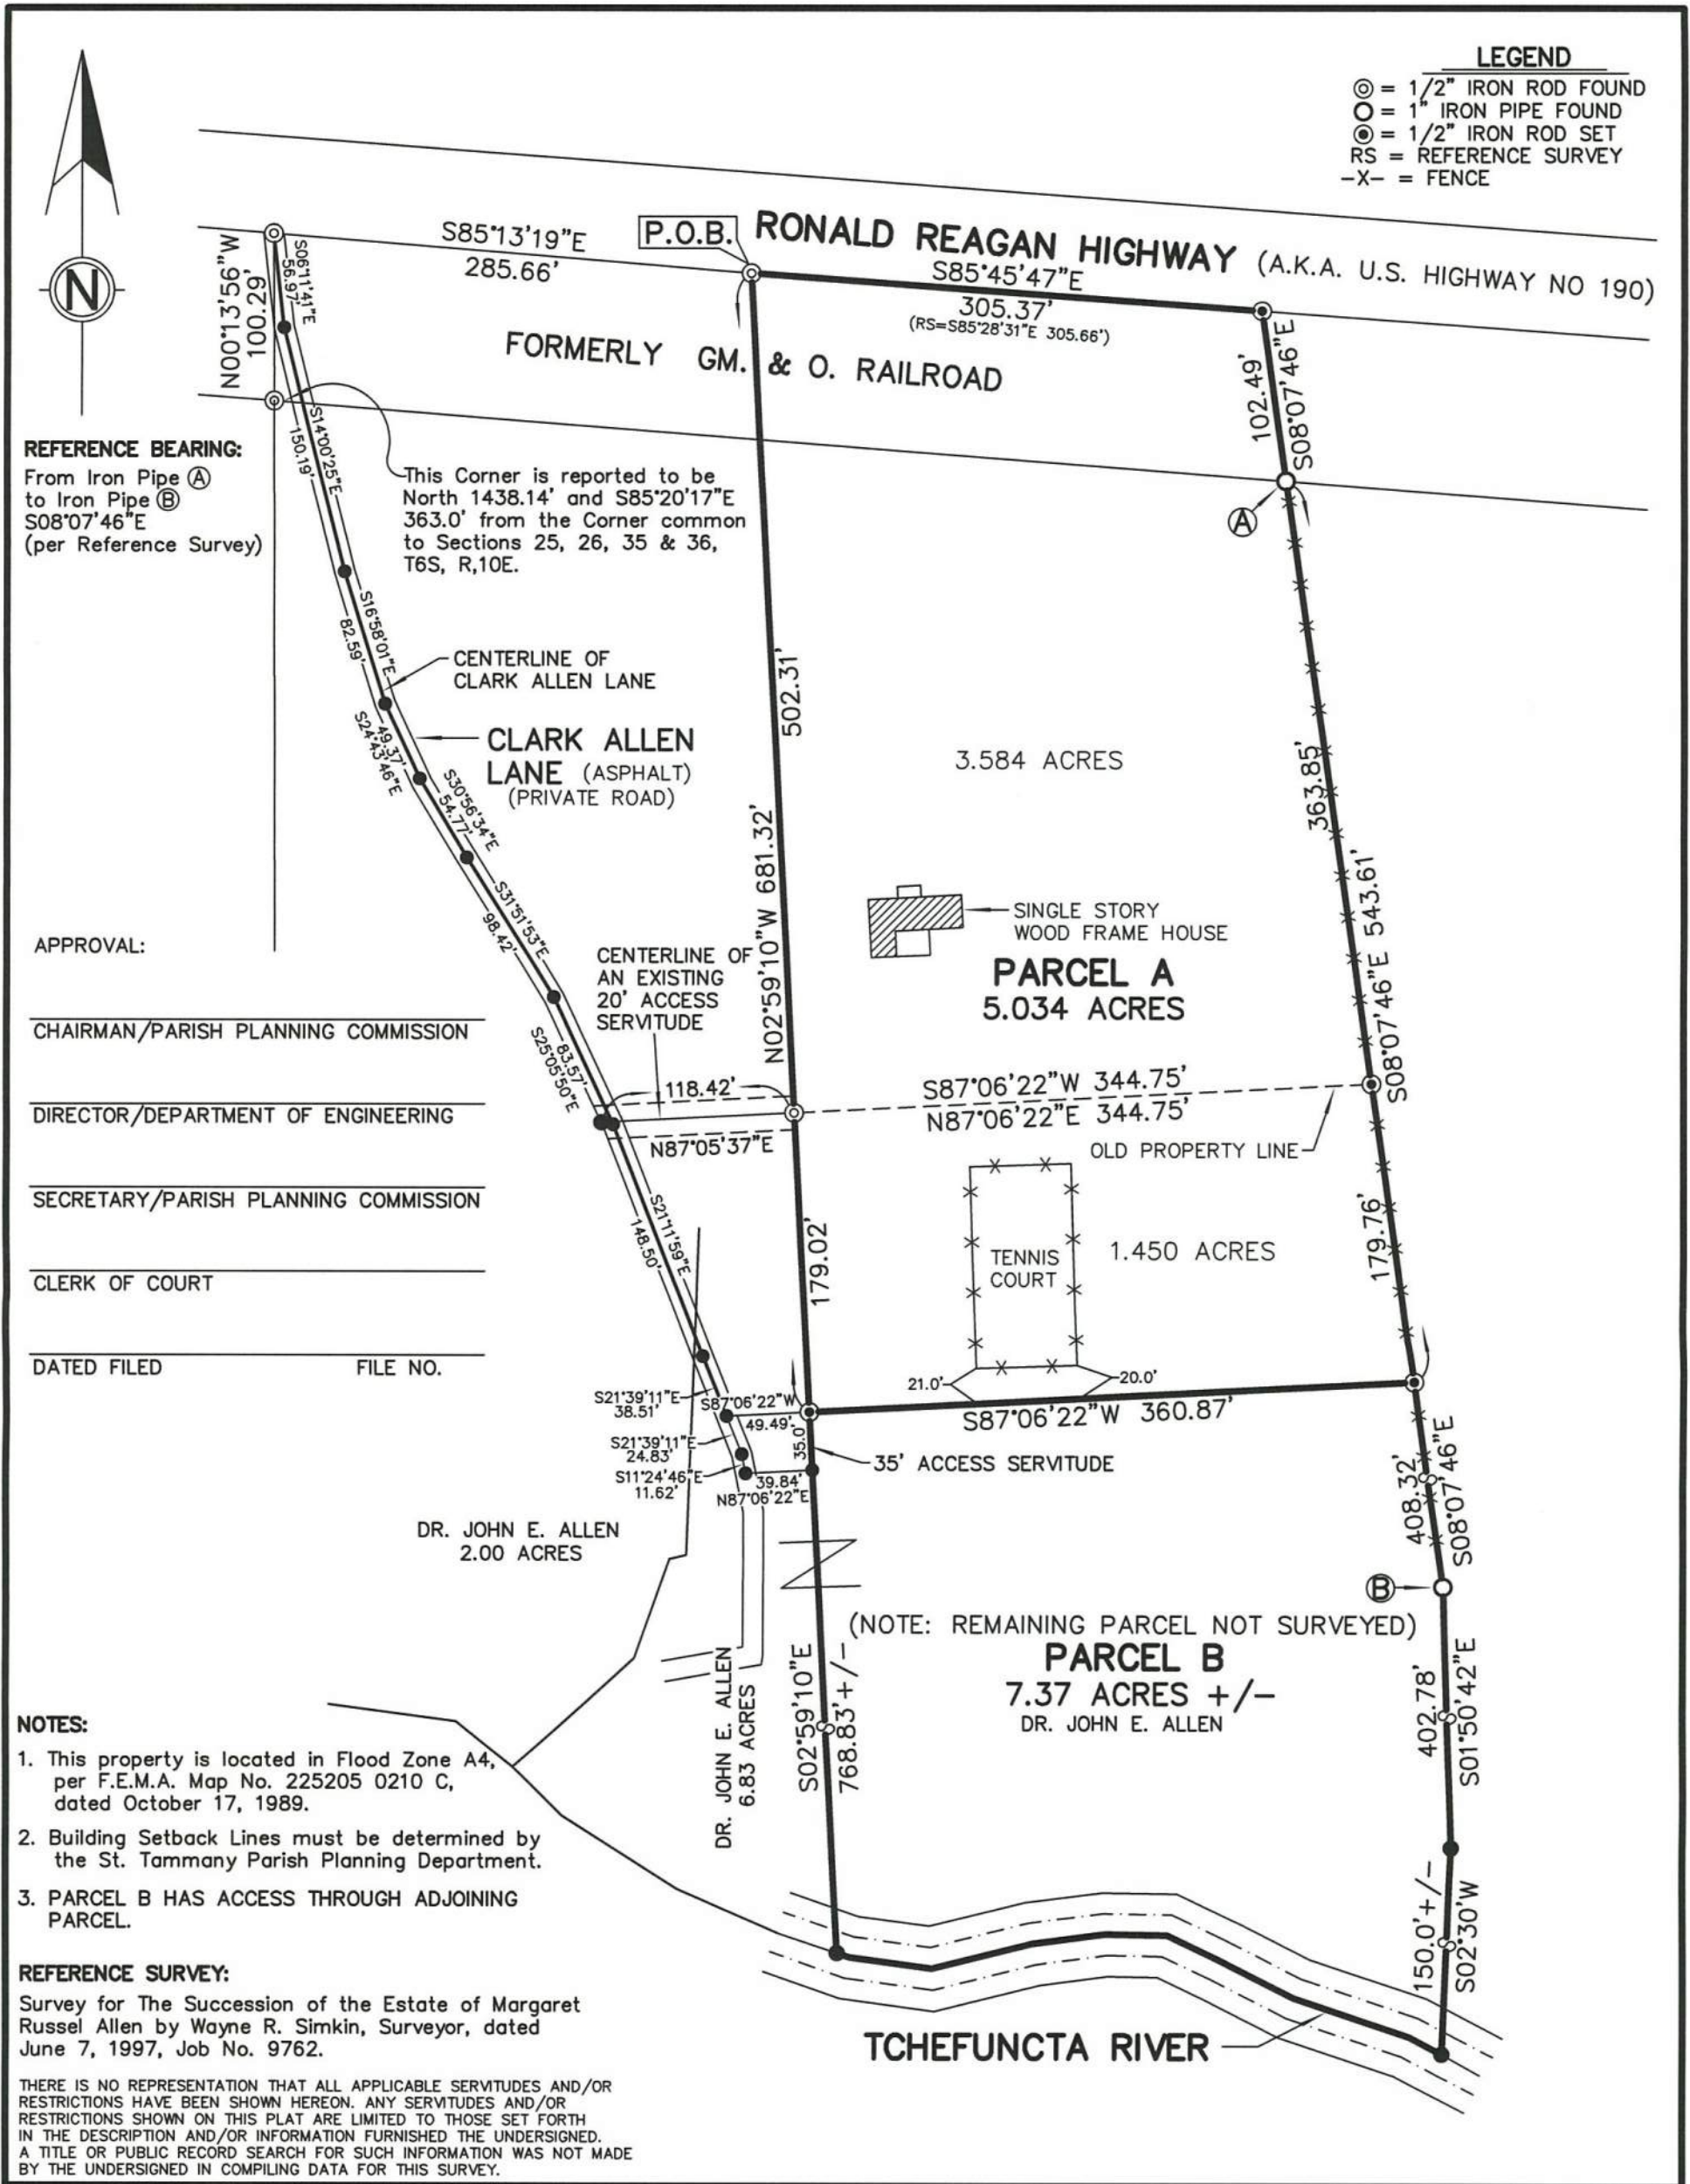 LEGEND
= 1/2" IRON ROD FOUND
= 1" IRON PIPE FOUND
= 1/2" IRON ROD SET
RS = REFERENCE SURVEY
-X- = FENCE
N
S85°13'19"E
285.66'
P.O.B.
RONALD REAGAN HIGHWAY (A.K.A. U.S. HIGHWAY NO 190)
S85°45'47"E
305.37'
(RS=S85°28'31"E 305.66')
FORMERLY GM. & O. RAILROAD
N00°13'56"W
100.29'
S06°11'41"E
56.97'
102.49'
S08°07'46"E
A
REFERENCE BEARING:
From Iron Pipe A
to Iron Pipe B
S08°07'46"E
(per Reference Survey)
This Corner is reported to be
North 1438.14' and S85°20'17"E
363.0' from the Corner common
to Sections 25, 26, 35 & 36,
T6S, R,10E.
S14°00'25"E
150.19'
S16°58'01"E
82.59'
CENTERLINE OF
CLARK ALLEN LANE
CLARK ALLEN
LANE (ASPHALT)
(PRIVATE ROAD)
49.37'
S24°43'46"E
S30°56'34"E
54.77'
S31°51'53"E
98.42'
502.31'
N02°59'10"W 681.32'
3.584 ACRES
363.85'
S08°07'46"E 543.61'
SINGLE STORY
WOOD FRAME HOUSE
PARCEL A
5.034 ACRES
CENTERLINE OF
AN EXISTING
20' ACCESS
SERVITUDE
83.57'
S25°05'50"E
118.42'
N87°05'37"E
S87°06'22"W 344.75'
N87°06'22"E 344.75'
OLD PROPERTY LINE
APPROVAL:
CHAIRMAN/PARISH PLANNING COMMISSION
DIRECTOR/DEPARTMENT OF ENGINEERING
SECRETARY/PARISH PLANNING COMMISSION
CLERK OF COURT
DATED FILED FILE NO.
S21°11'59"E
148.50'
179.02'
TENNIS
COURT
1.450 ACRES
179.76'
21.0'
20.0'
S87°06'22"W 360.87'
S21°39'11"E
38.51'
S87°06'22"W
49.49'
35.0'
S21°39'11"E
24.83'
S11°24'46"E
11.62'
39.84'
N87°06'22"E
35' ACCESS SERVITUDE
408.32'
S08°07'46"E
B
DR. JOHN E. ALLEN
2.00 ACRES
(NOTE: REMAINING PARCEL NOT SURVEYED)
PARCEL B
7.37 ACRES +/-
DR. JOHN E. ALLEN
DR. JOHN E. ALLEN
6.83 ACRES
S02°59'10"E
768.83'+/-
402.78'
S01°50'42"E
150.0'+/-
S02°30'W
TCHEFUNCTA RIVER
NOTES:
1. This property is located in Flood Zone A4,
per F.E.M.A. Map No. 225205 0210 C,
dated October 17, 1989.
2. Building Setback Lines must be determined by
the St. Tammany Parish Planning Department.
3. PARCEL B HAS ACCESS THROUGH ADJOINING
PARCEL.
REFERENCE SURVEY:
Survey for The Succession of the Estate of Margaret
Russel Allen by Wayne R. Simkin, Surveyor, dated
June 7, 1997, Job No. 9762.
THERE IS NO REPRESENTATION THAT ALL APPLICABLE SERVITUDES AND/OR
RESTRICTIONS HAVE BEEN SHOWN HEREON. ANY SERVITUDES AND/OR
RESTRICTIONS SHOWN ON THIS PLAT ARE LIMITED TO THOSE SET FORTH
IN THE DESCRIPTION AND/OR INFORMATION FURNISHED THE UNDERSIGNED.
A TITLE OR PUBLIC RECORD SEARCH FOR SUCH INFORMATION WAS NOT MADE
BY THE UNDERSIGNED IN COMPILING DATA FOR THIS SURVEY.